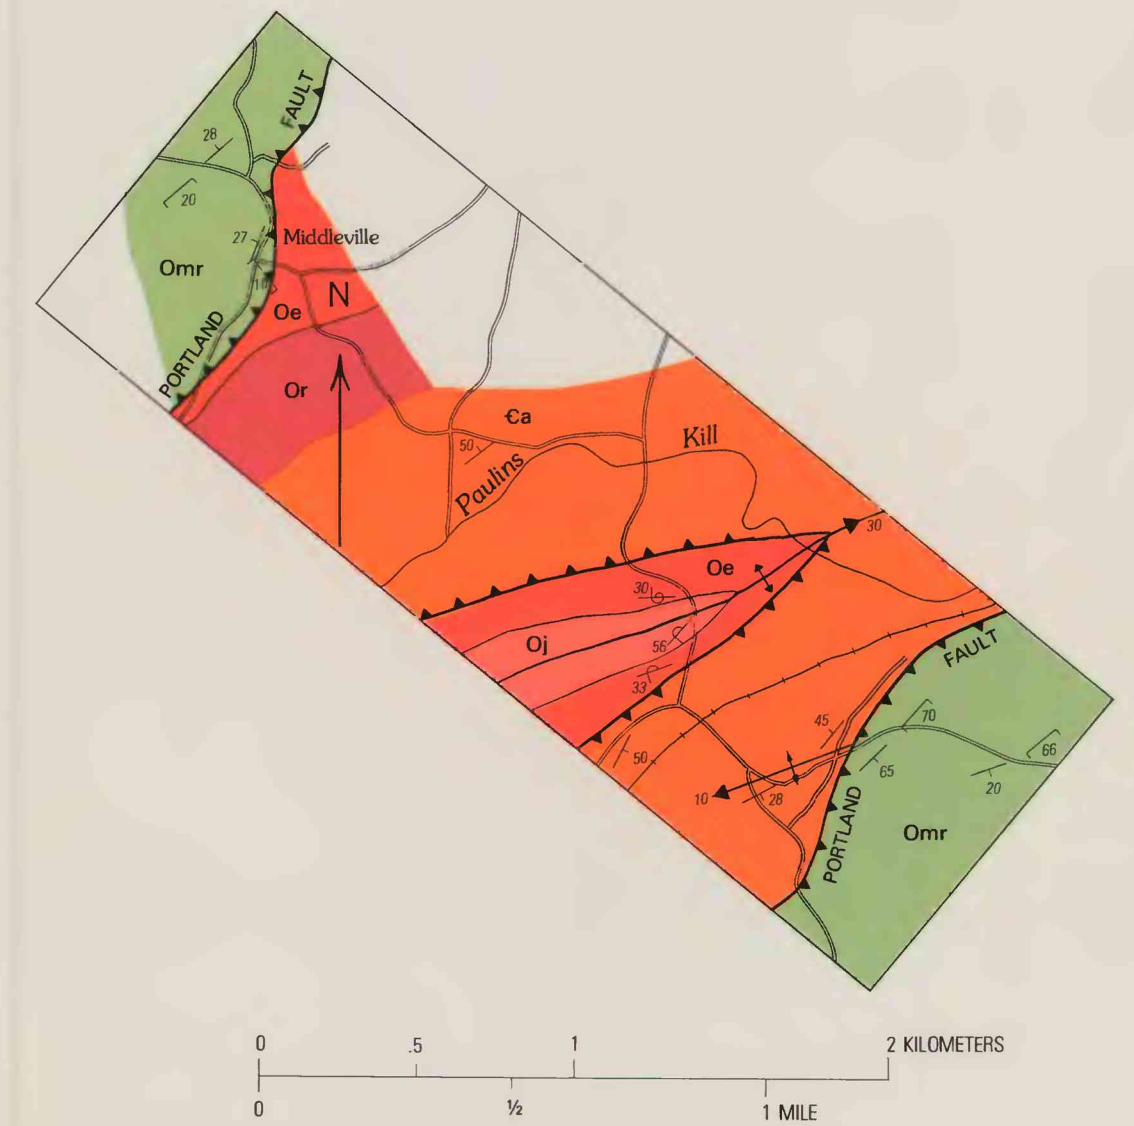 FAULT
28
20
27
Middleville
Omr
10
N
Oe
PORTLAND
Or
Єa
50
Kill
Paulins
30
Oe
30
Oj
56
33
FAULT
70
45
66
50
65
20
28
10
PORTLAND
Omr
0 .5 1 2 KILOMETERS
0 ½ 1 MILE